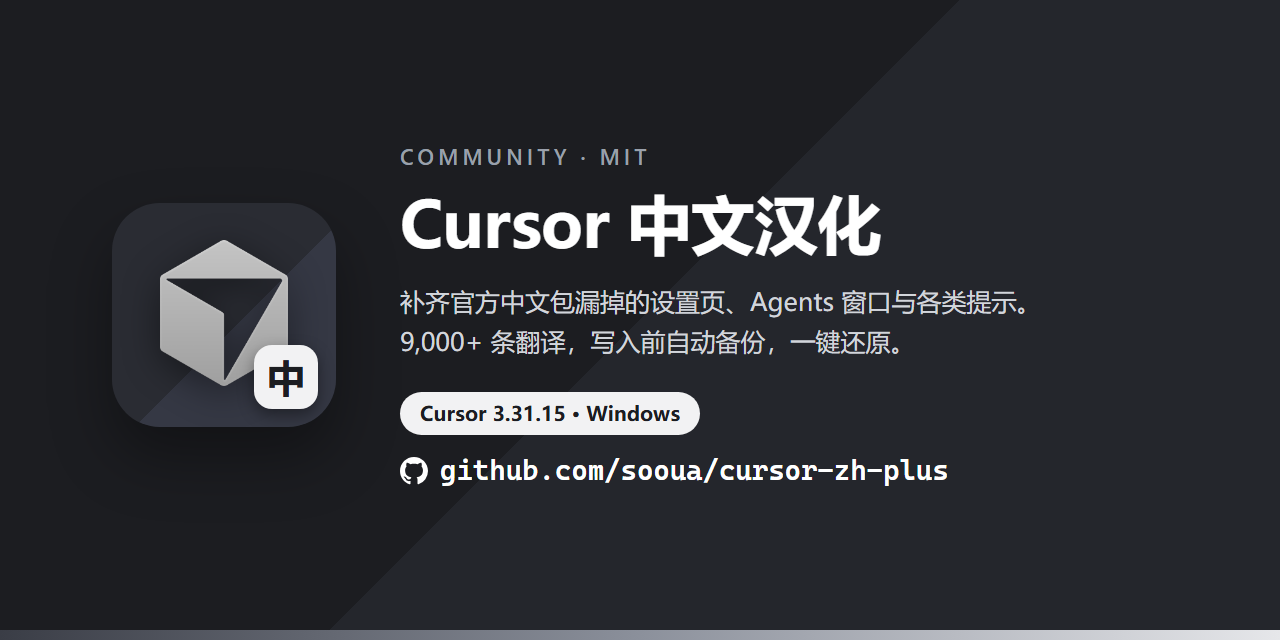 COMMUNITY · MIT
Cursor 中文汉化
补齐官方中文包漏掉的设置页、Agents 窗口与各类提示。
9,000+ 条翻译，写入前自动备份，一键还原。
中
Cursor 3.31.15 • Windows
github.com/sooua/cursor-zh-plus